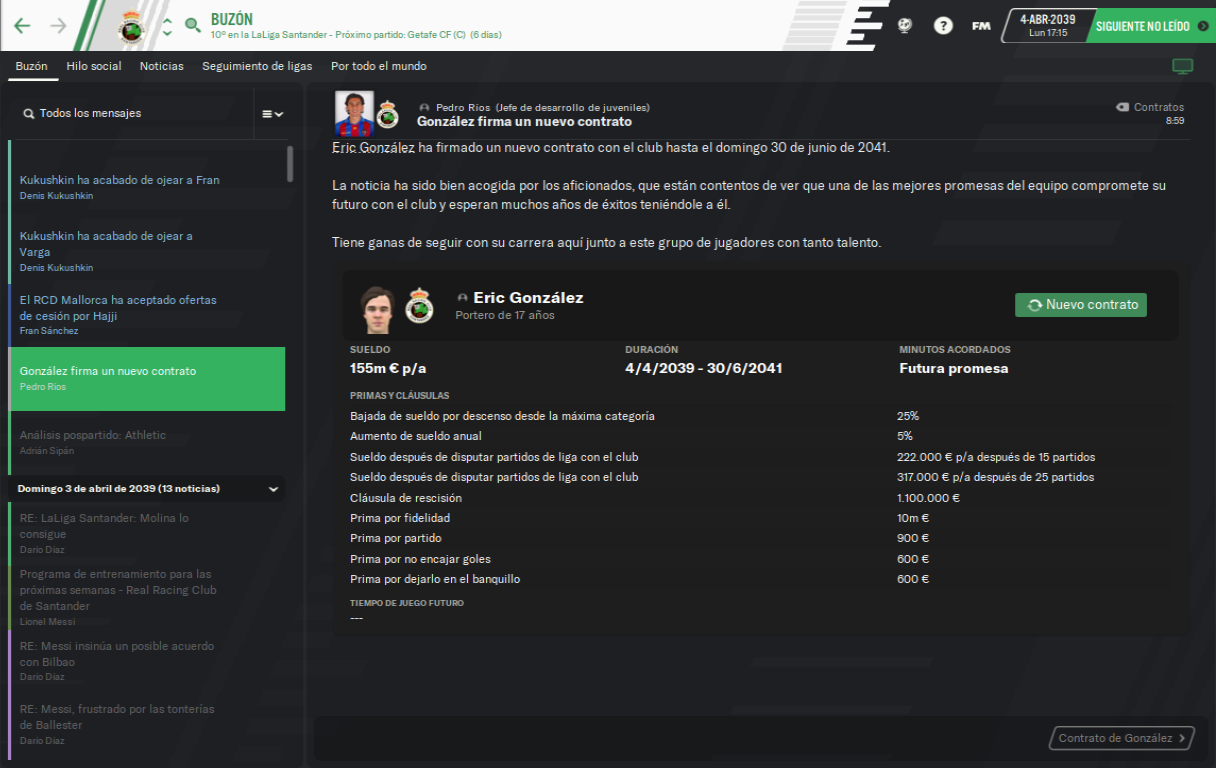 BUZÓN
10º en la LaLiga Santander - Próximo partido: Getafe CF (C) (6 días)
?
FM
4-ABR-2039
Lun 17:15
SIGUIENTE NO LEÍDO
Buzón
Hilo social
Noticias
Seguimiento de ligas
Por todo el mundo
Todos los mensajes
Kukushkin ha acabado de ojear a Fran
Denis Kukushkin
Kukushkin ha acabado de ojear a
Varga
Denis Kukushkin
El RCD Mallorca ha aceptado ofertas
de cesión por Hajji
Fran Sánchez
González firma un nuevo contrato
Pedro Ríos
Análisis pospartido: Athletic
Adrián Sipán
Domingo 3 de abril de 2039 (13 noticias)
RE: LaLiga Santander: Molina lo
consigue
Darío Díaz
Programa de entrenamiento para las
próximas semanas - Real Racing Club
de Santander
Lionel Messi
RE: Messi insinúa un posible acuerdo
con Bilbao
Darío Díaz
RE: Messi, frustrado por las tonterías
de Ballester
Darío Díaz
Pedro Ríos (Jefe de desarrollo de juveniles)
González firma un nuevo contrato
Contratos
8:59
Eric González ha firmado un nuevo contrato con el club hasta el domingo 30 de junio de 2041.
La noticia ha sido bien acogida por los aficionados, que están contentos de ver que una de las mejores promesas del equipo compromete su
futuro con el club y esperan muchos años de éxitos teniéndole a él.
Tiene ganas de seguir con su carrera aquí junto a este grupo de jugadores con tanto talento.
Eric González
Portero de 17 años
Nuevo contrato
SUELDO
155m € p/a
DURACIÓN
4/4/2039 - 30/6/2041
MINUTOS ACORDADOS
Futura promesa
PRIMAS Y CLÁUSULAS
Bajada de sueldo por descenso desde la máxima categoría 25%
Aumento de sueldo anual 5%
Sueldo después de disputar partidos de liga con el club 222.000 € p/a después de 15 partidos
Sueldo después de disputar partidos de liga con el club 317.000 € p/a después de 25 partidos
Cláusula de rescisión 1.100.000 €
Prima por fidelidad 10m €
Prima por partido 900 €
Prima por no encajar goles 600 €
Prima por dejarlo en el banquillo 600 €
TIEMPO DE JUEGO FUTURO
---
Contrato de González